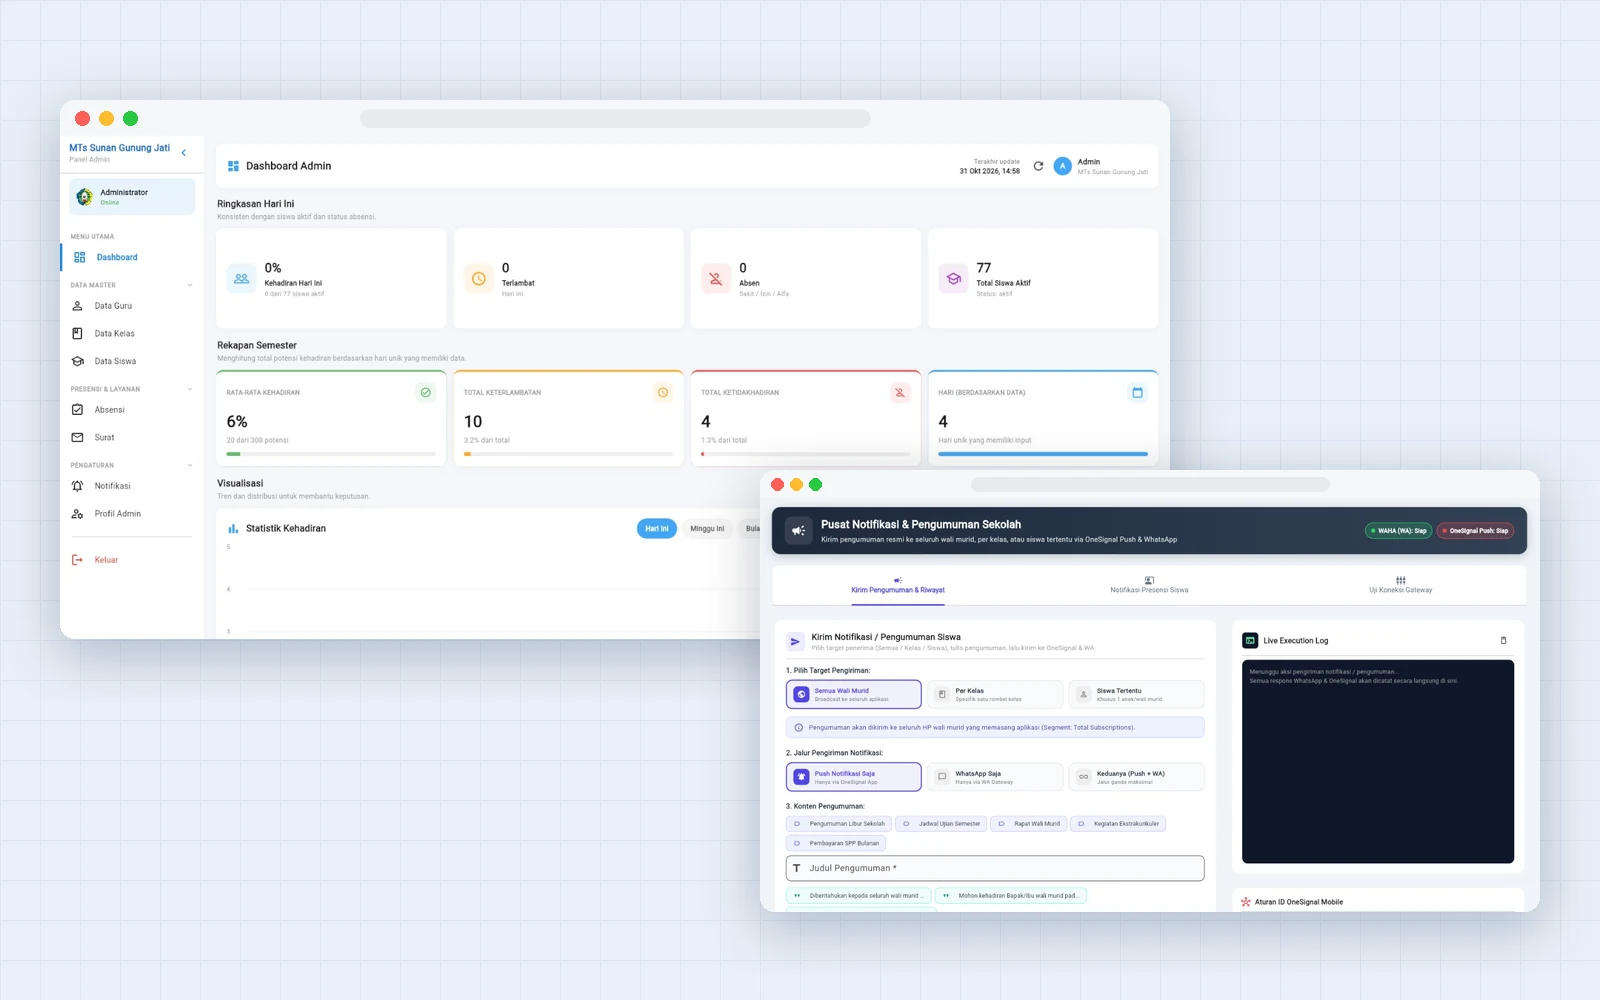 MTs Sunan Gunung Jati
Panel Admin
Administrator
Online
MENU UTAMA
Dashboard
DATA MASTER
Data Guru
Data Kelas
Data Siswa
PRESENSI & LAYANAN
Absensi
Surat
PENGATURAN
Notifikasi
Profil Admin
Keluar
Dashboard Admin
Terakhir update
31 Okt 2026, 14:58
A
Admin
MTs Sunan Gunung Jati
Ringkasan Hari Ini
Konsisten dengan siswa aktif dan status absensi.
0%
Kehadiran Hari Ini
0 dari 77 siswa aktif
0
Terlambat
Hari ini
0
Absen
Sakit / Izin / Alfa
77
Total Siswa Aktif
Status: aktif
Rekapan Semester
Menghitung total potensi kehadiran berdasarkan hari unik yang memiliki data.
RATA-RATA KEHADIRAN
6%
20 dari 308 potensi
TOTAL KETERLAMBATAN
10
3.2% dari total
TOTAL KETIDAKHADIRAN
4
1.3% dari total
HARI (BERDASARKAN DATA)
4
Hari unik yang memiliki input
Visualisasi
Tren dan distribusi untuk membantu keputusan.
Statistik Kehadiran
Hari Ini
Minggu Ini
Bula
5
4
3
Pusat Notifikasi & Pengumuman Sekolah
Kirim pengumuman resmi ke seluruh wali murid, per kelas, atau siswa tertentu via OneSignal Push & WhatsApp
WAHA (WA): Siap
OneSignal Push: Siap
Kirim Pengumuman & Riwayat
Notifikasi Presensi Siswa
Uji Koneksi Gateway
Kirim Notifikasi / Pengumuman Siswa
Pilih target penerima (Semua / Kelas / Siswa), tulis pengumuman, lalu kirim ke OneSignal & WA
1. Pilih Target Pengiriman:
Semua Wali Murid
Broadcast ke seluruh aplikasi
Per Kelas
Spesifik satu rombel kelas
Siswa Tertentu
Khusus 1 anak/wali murid
Pengumuman akan dikirim ke seluruh HP wali murid yang memasang aplikasi (Segment: Total Subscriptions).
2. Jalur Pengiriman Notifikasi:
Push Notifikasi Saja
Hanya via OneSignal App
WhatsApp Saja
Hanya via WA Gateway
Keduanya (Push + WA)
Jalur ganda maksimal
3. Konten Pengumuman:
Pengumuman Libur Sekolah
Jadwal Ujian Semester
Rapat Wali Murid
Kegiatan Ekstrakurikuler
Pembayaran SPP Bulanan
Judul Pengumuman *
Diberitahukan kepada seluruh wali murid ...
Mohon kehadiran Bapak/Ibu wali murid pad...
Live Execution Log
Menunggu aksi pengiriman notifikasi / pengumuman...
Semua respons WhatsApp & OneSignal akan dicatat secara langsung di sini.
Aturan ID OneSignal Mobile